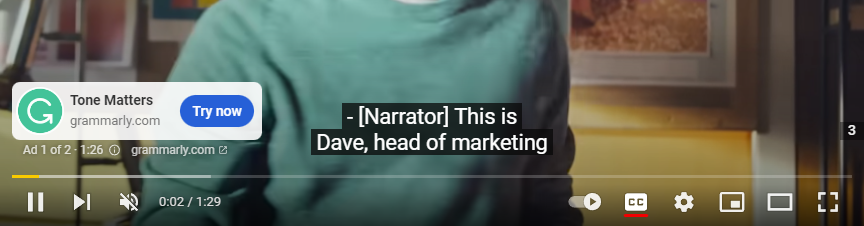 Tone Matters
grammarly.com
Try now
- [Narrator] This is
Dave, head of marketing
3
Ad 1 of 2 · 1:26
grammarly.com
0:02 / 1:29
CC